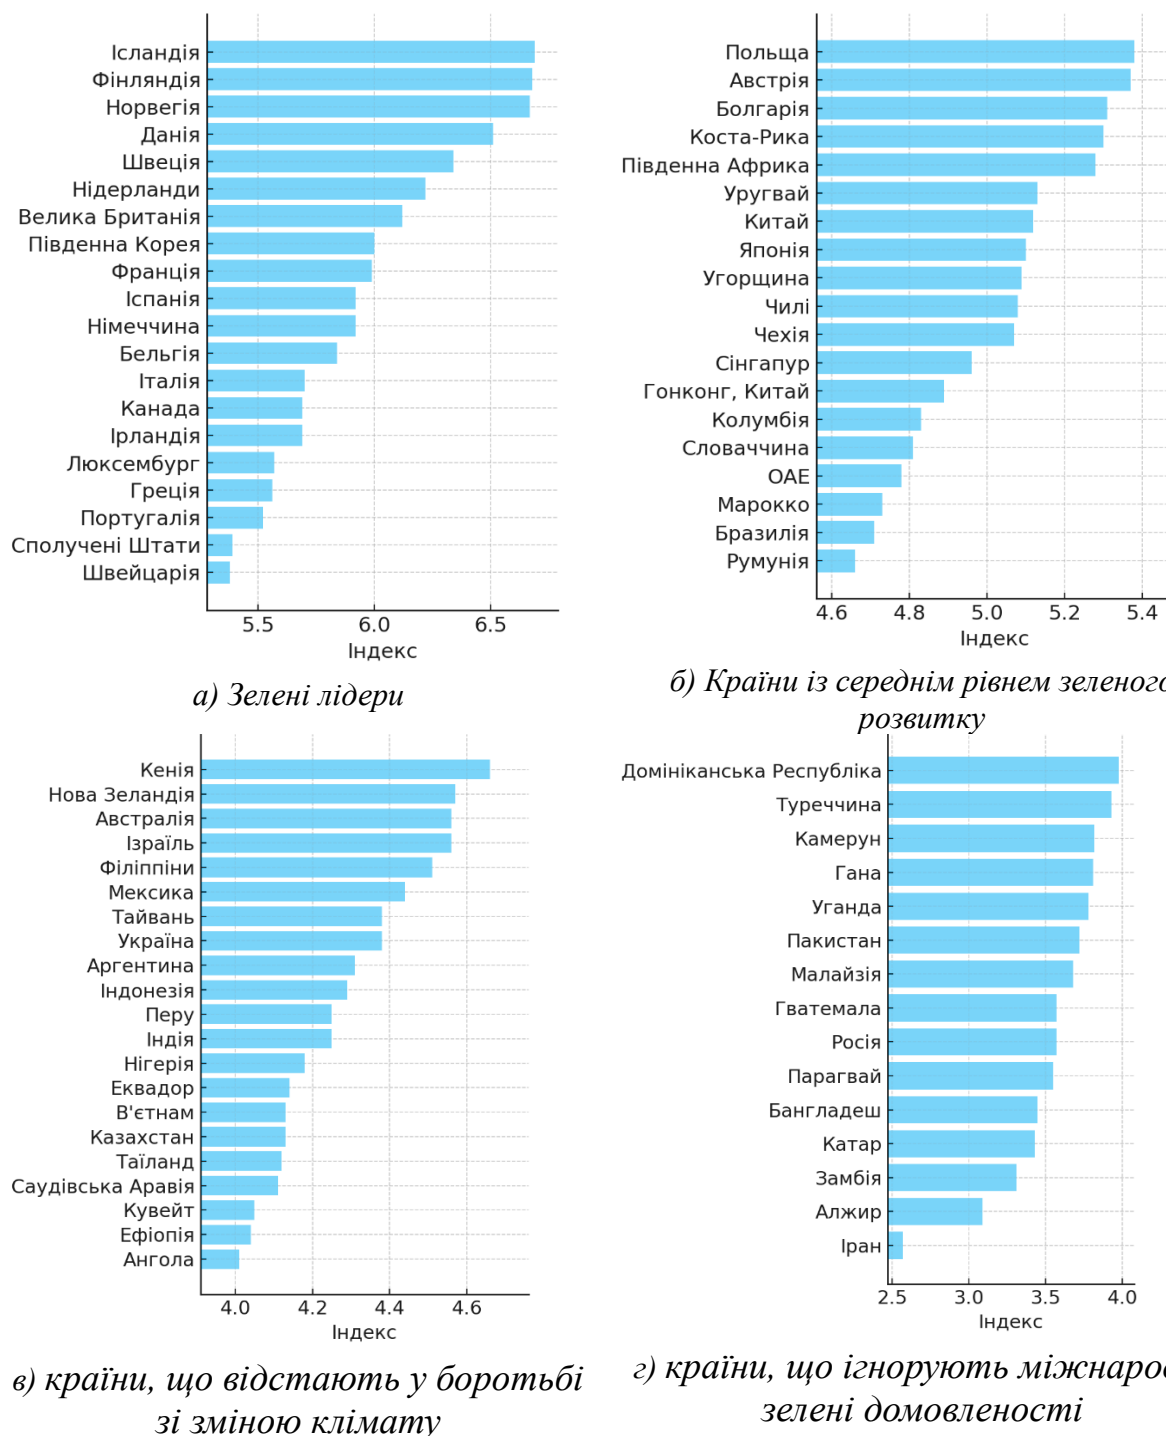 Ісландія
Фінляндія
Норвегія
Данія
Швеція
Нідерланди
Велика Британія
Південна Корея
Франція
Іспанія
Німеччина
Бельгія
Італія
Канада
Ірландія
Люксембург
Греція
Португалія
Сполучені Штати
Швейцарія
5.5 6.0 6.5
Індекс
а) Зелені лідери
Польща
Австрія
Болгарія
Коста-Рика
Південна Африка
Уругвай
Китай
Японія
Угорщина
Чилі
Чехія
Сінгапур
Гонконг, Китай
Колумбія
Словаччина
ОАЕ
Марокко
Бразилія
Румунія
4.6 4.8 5.0 5.2 5.4
Індекс
б) Країни із середнім рівнем зеленого
розвитку
Кенія
Нова Зеландія
Австралія
Ізраїль
Філіппіни
Мексика
Тайвань
Україна
Аргентина
Індонезія
Перу
Індія
Нігерія
Еквадор
В'єтнам
Казахстан
Таїланд
Саудівська Аравія
Кувейт
Ефіопія
Ангола
4.0 4.2 4.4 4.6
Індекс
в) країни, що відстають у боротьбі
зі зміною клімату
Домініканська Республіка
Туреччина
Камерун
Гана
Уганда
Пакистан
Малайзія
Гватемала
Росія
Парагвай
Бангладеш
Катар
Замбія
Алжир
Іран
2.5 3.0 3.5 4.0
Індекс
г) країни, що ігнорують
зелені домовленості